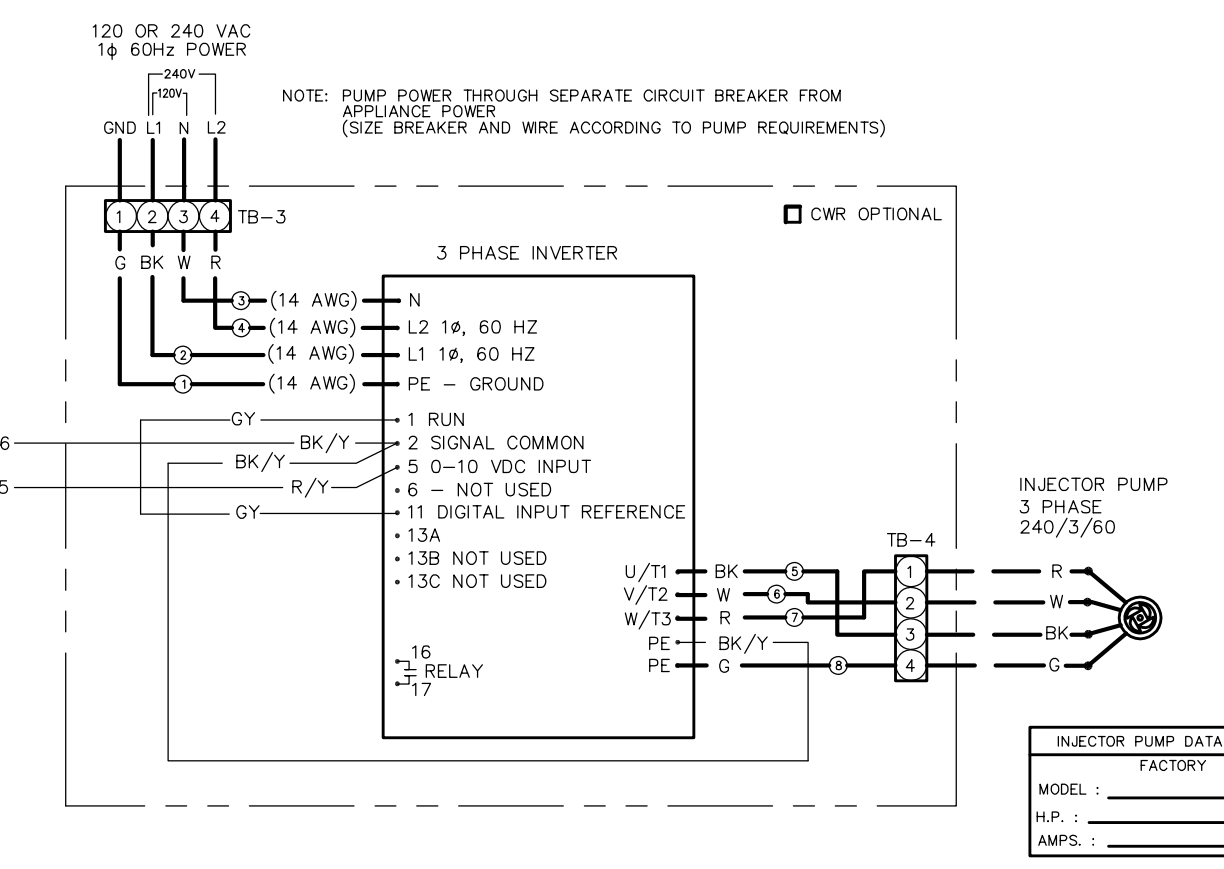 120 OR 240 VAC
1ϕ 60Hz POWER
240V
120V
GND L1 N L2
NOTE: PUMP POWER THROUGH SEPARATE CIRCUIT BREAKER FROM
APPLIANCE POWER
(SIZE BREAKER AND WIRE ACCORDING TO PUMP REQUIREMENTS)
1 2 3 4 TB-3
CWR OPTIONAL
G BK W R
3 PHASE INVERTER
3 (14 AWG) N
4 (14 AWG) L2 1ø, 60 HZ
2 (14 AWG) L1 1ø, 60 HZ
1 (14 AWG) PE - GROUND
GY 1 RUN
6 BK/Y 2 SIGNAL COMMON
BK/Y 5 0-10 VDC INPUT
5 R/Y 6 - NOT USED
GY 11 DIGITAL INPUT REFERENCE
13A
13B NOT USED
13C NOT USED
INJECTOR PUMP
3 PHASE
240/3/60
TB-4
U/T1 BK 5 1 R
V/T2 W 6 2 W
W/T3 R 7 3 BK
PE BK/Y
PE G 8 4 G
16
RELAY
17
INJECTOR PUMP DATA
FACTORY
MODEL :
H.P. :
AMPS. :